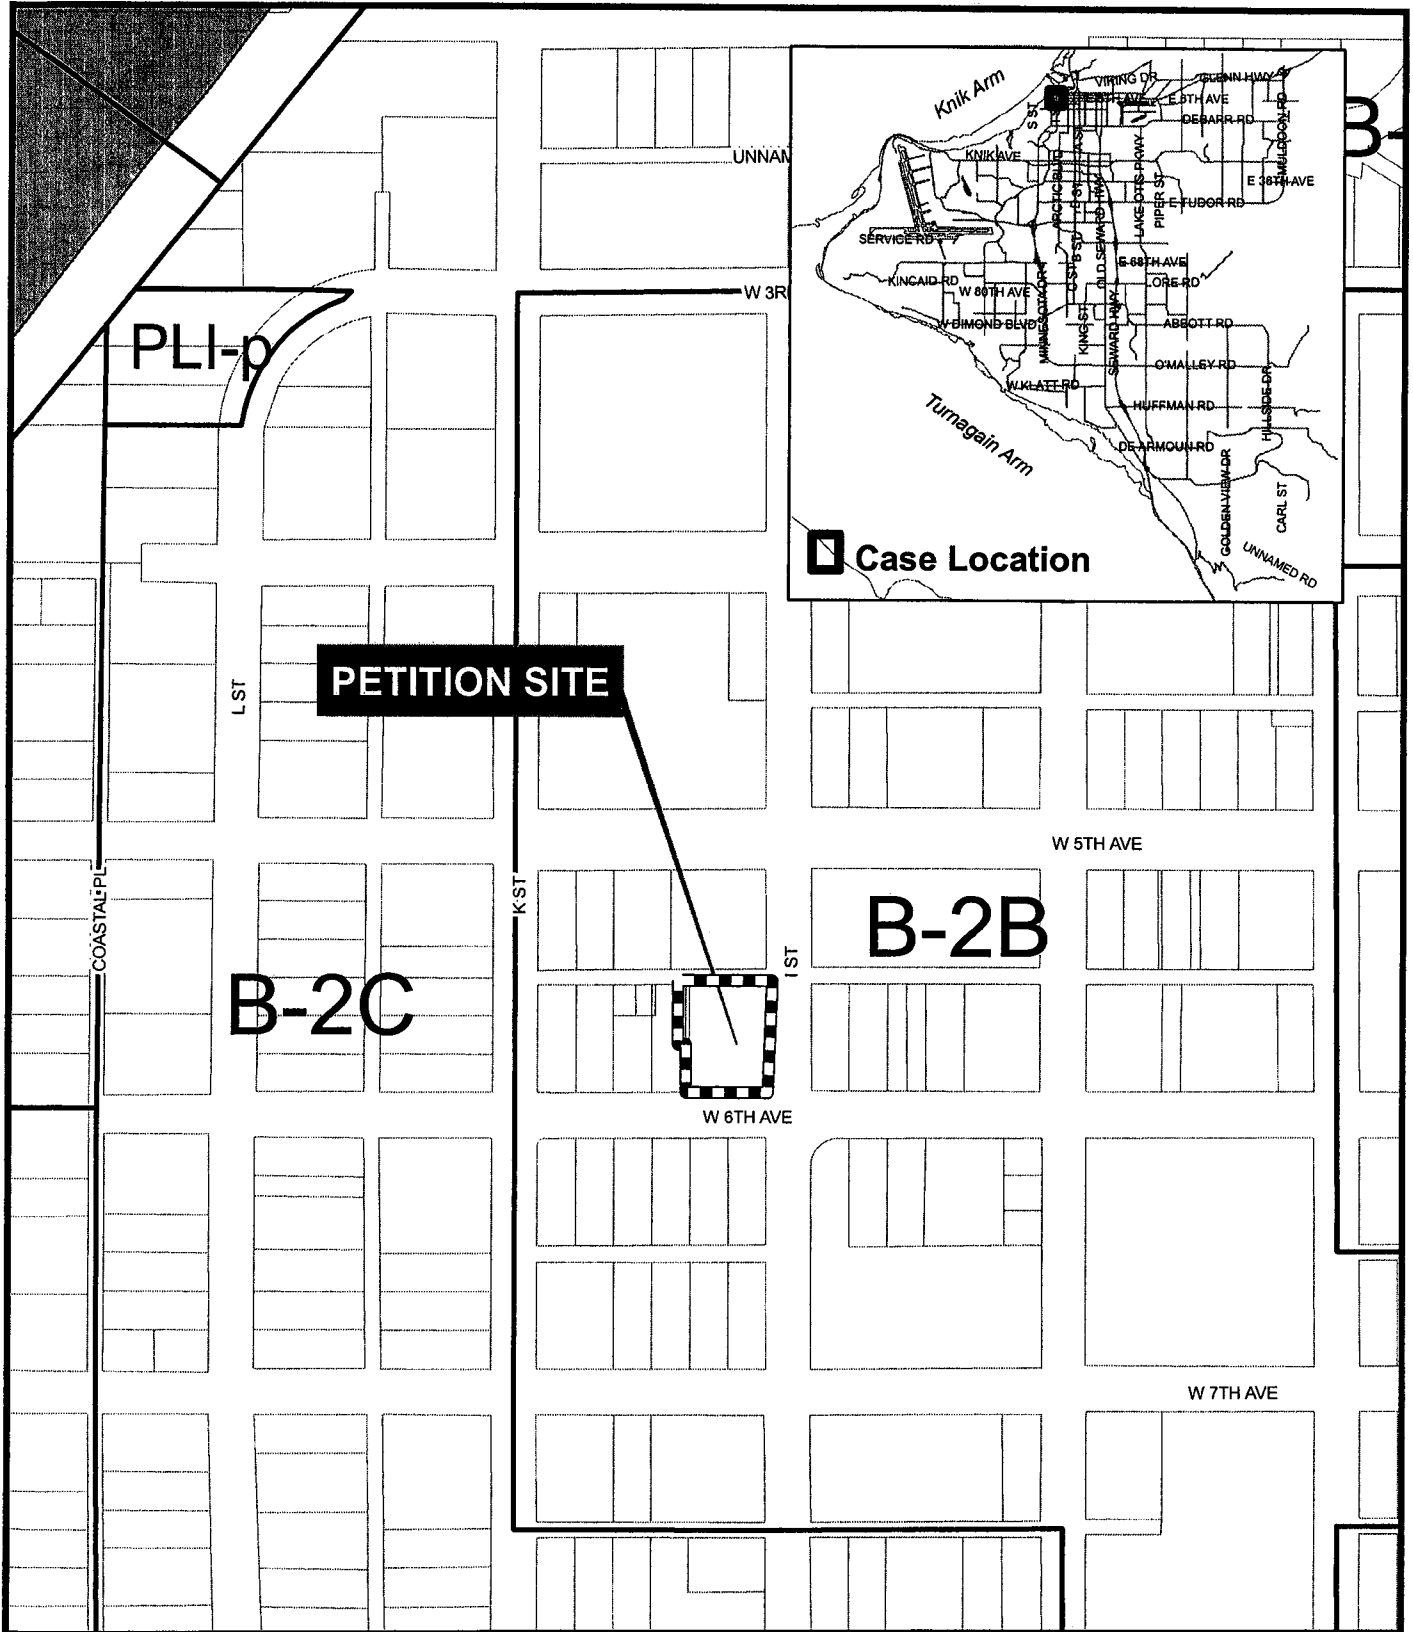 Knik Arm
VIKING DR
GLENN HWY
E 5TH AVE
S ST
DEBARR RD
MULDOON RD
B-
UNNAM
KNIK AVE
A ST
E 36TH AVE
ARCTIC BLVD
E ST
LAKE OTIS PKWY
PIPER ST
E TUDOR RD
SERVICE RD
C ST
B ST
OLD SEWARD HWY
E 68TH AVE
KINCAID RD
W 80TH AVE
LORE RD
W 3R
MINNESOTA DR
W DIMOND BLVD
KING ST
SEWARD HWY
ABBOTT RD
PLI-p
O'MALLEY RD
W KLATT RD
HILLSIDE DR
HUFFMAN RD
Turnagain Arm
DE ARMOUN RD
GOLDEN VIEW DR
CARL ST
Case Location
UNNAMED RD
PETITION SITE
L ST
W 5TH AVE
COASTAL PL
K ST
B-2B
I ST
B-2C
W 6TH AVE
W 7TH AVE